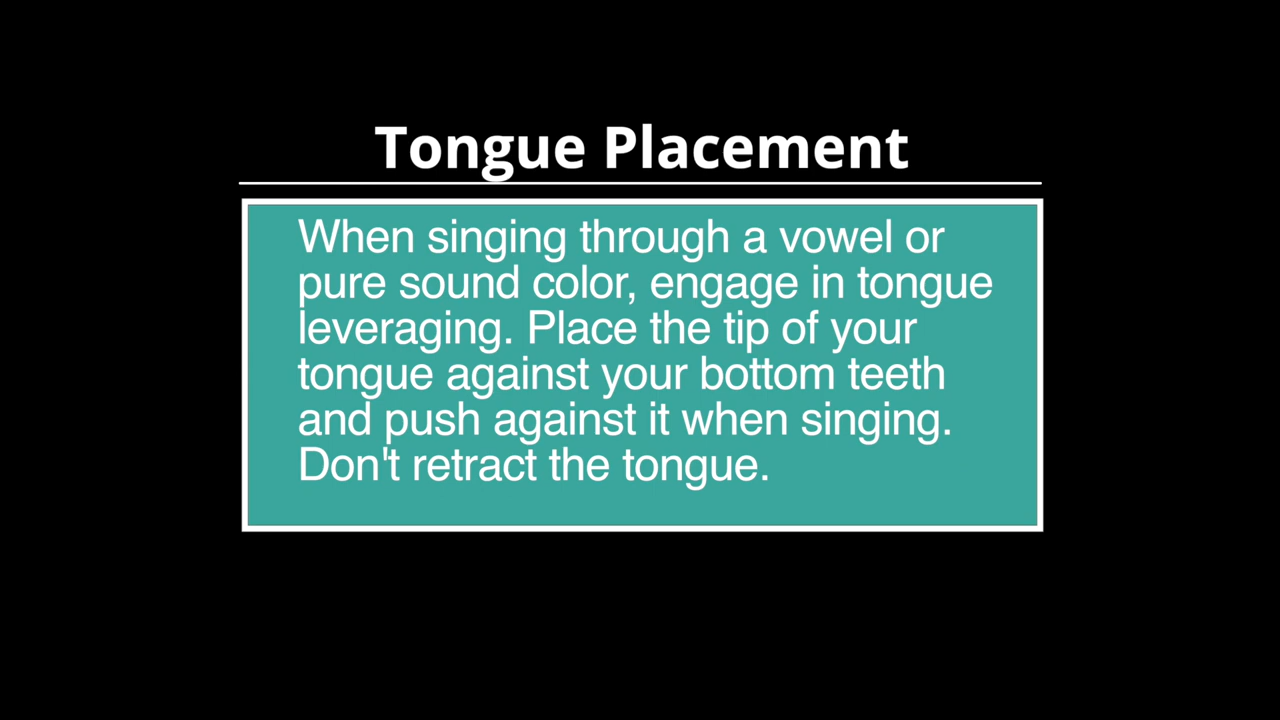 Tongue Placement
When singing through a vowel or
pure sound color, engage in tongue
leveraging. Place the tip of your
tongue against your bottom teeth
and push against it when singing.
Don't retract the tongue.